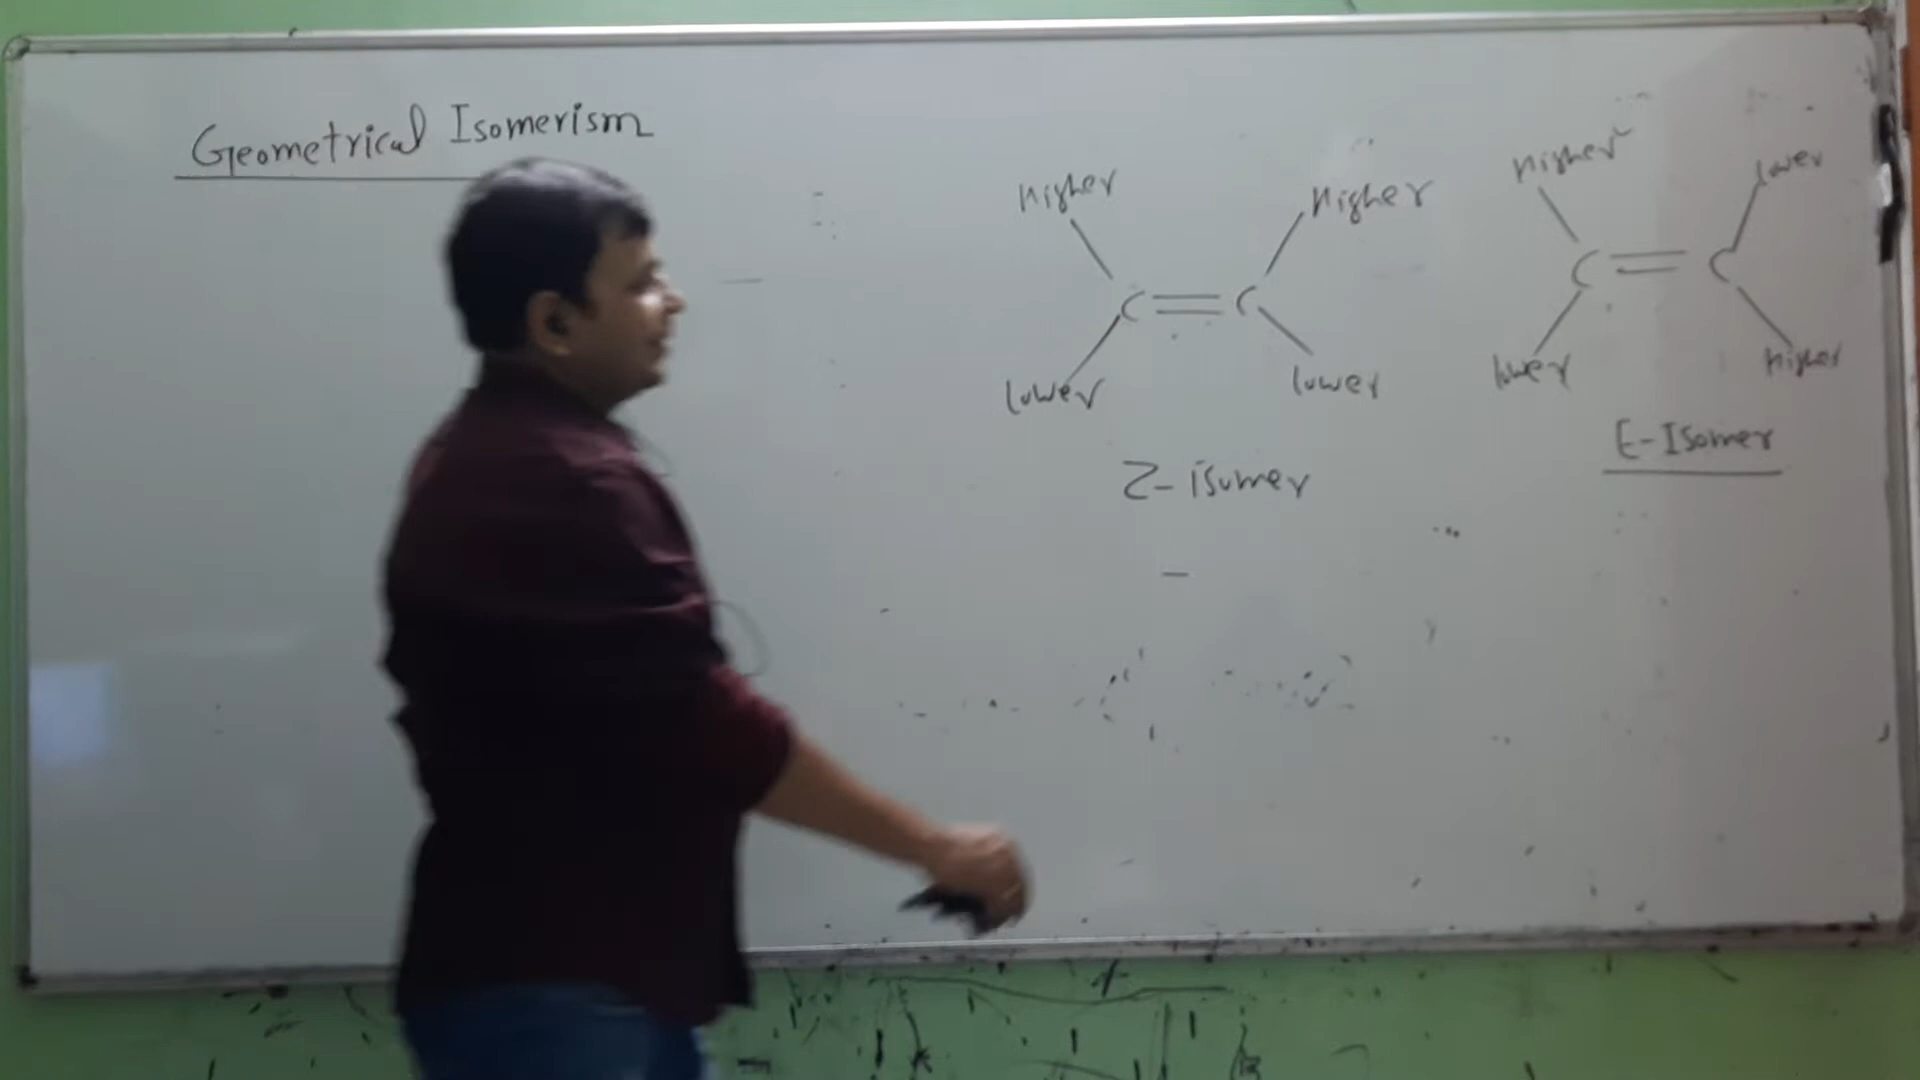 Geometrical Isomerism
Higher Higher
C=C
lower lower
Z-isomer
Higher lower
C=C
lower Higher
E-Isomer